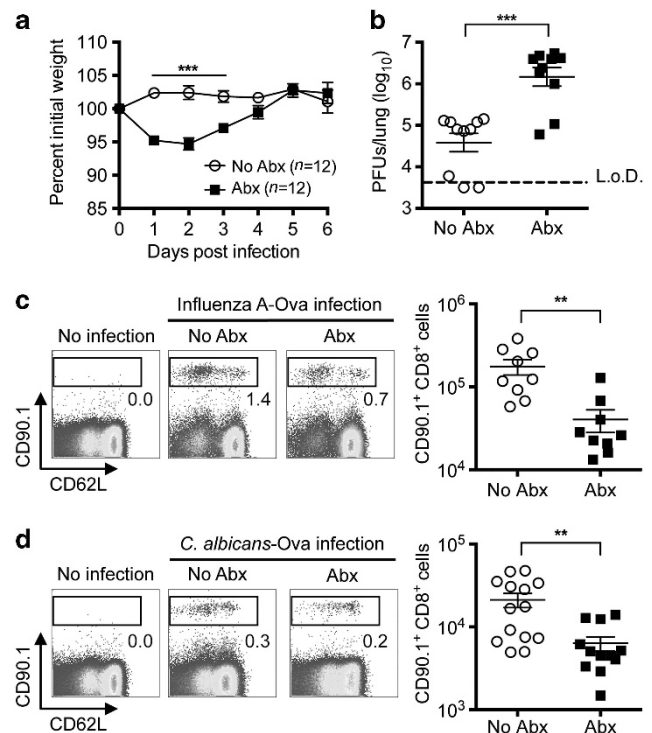 a
Percent initial weight
110
105
100
95
90
85
***
No Abx (n=12)
Abx (n=12)
0 1 2 3 4 5 6
Days post infection
b
PFUs/lung (log10)
7
6
5
4
3
***
L.o.D.
No Abx Abx
c
Influenza A-Ova infection
No infection No Abx Abx
0.0 1.4 0.7
CD90.1
CD62L
CD90.1+ CD8+ cells
10^6
10^5
10^4
**
No Abx Abx
d
C. albicans-Ova infection
No infection No Abx Abx
0.0 0.3 0.2
CD90.1
CD62L
CD90.1+ CD8+ cells
10^5
10^4
10^3
**
No Abx Abx